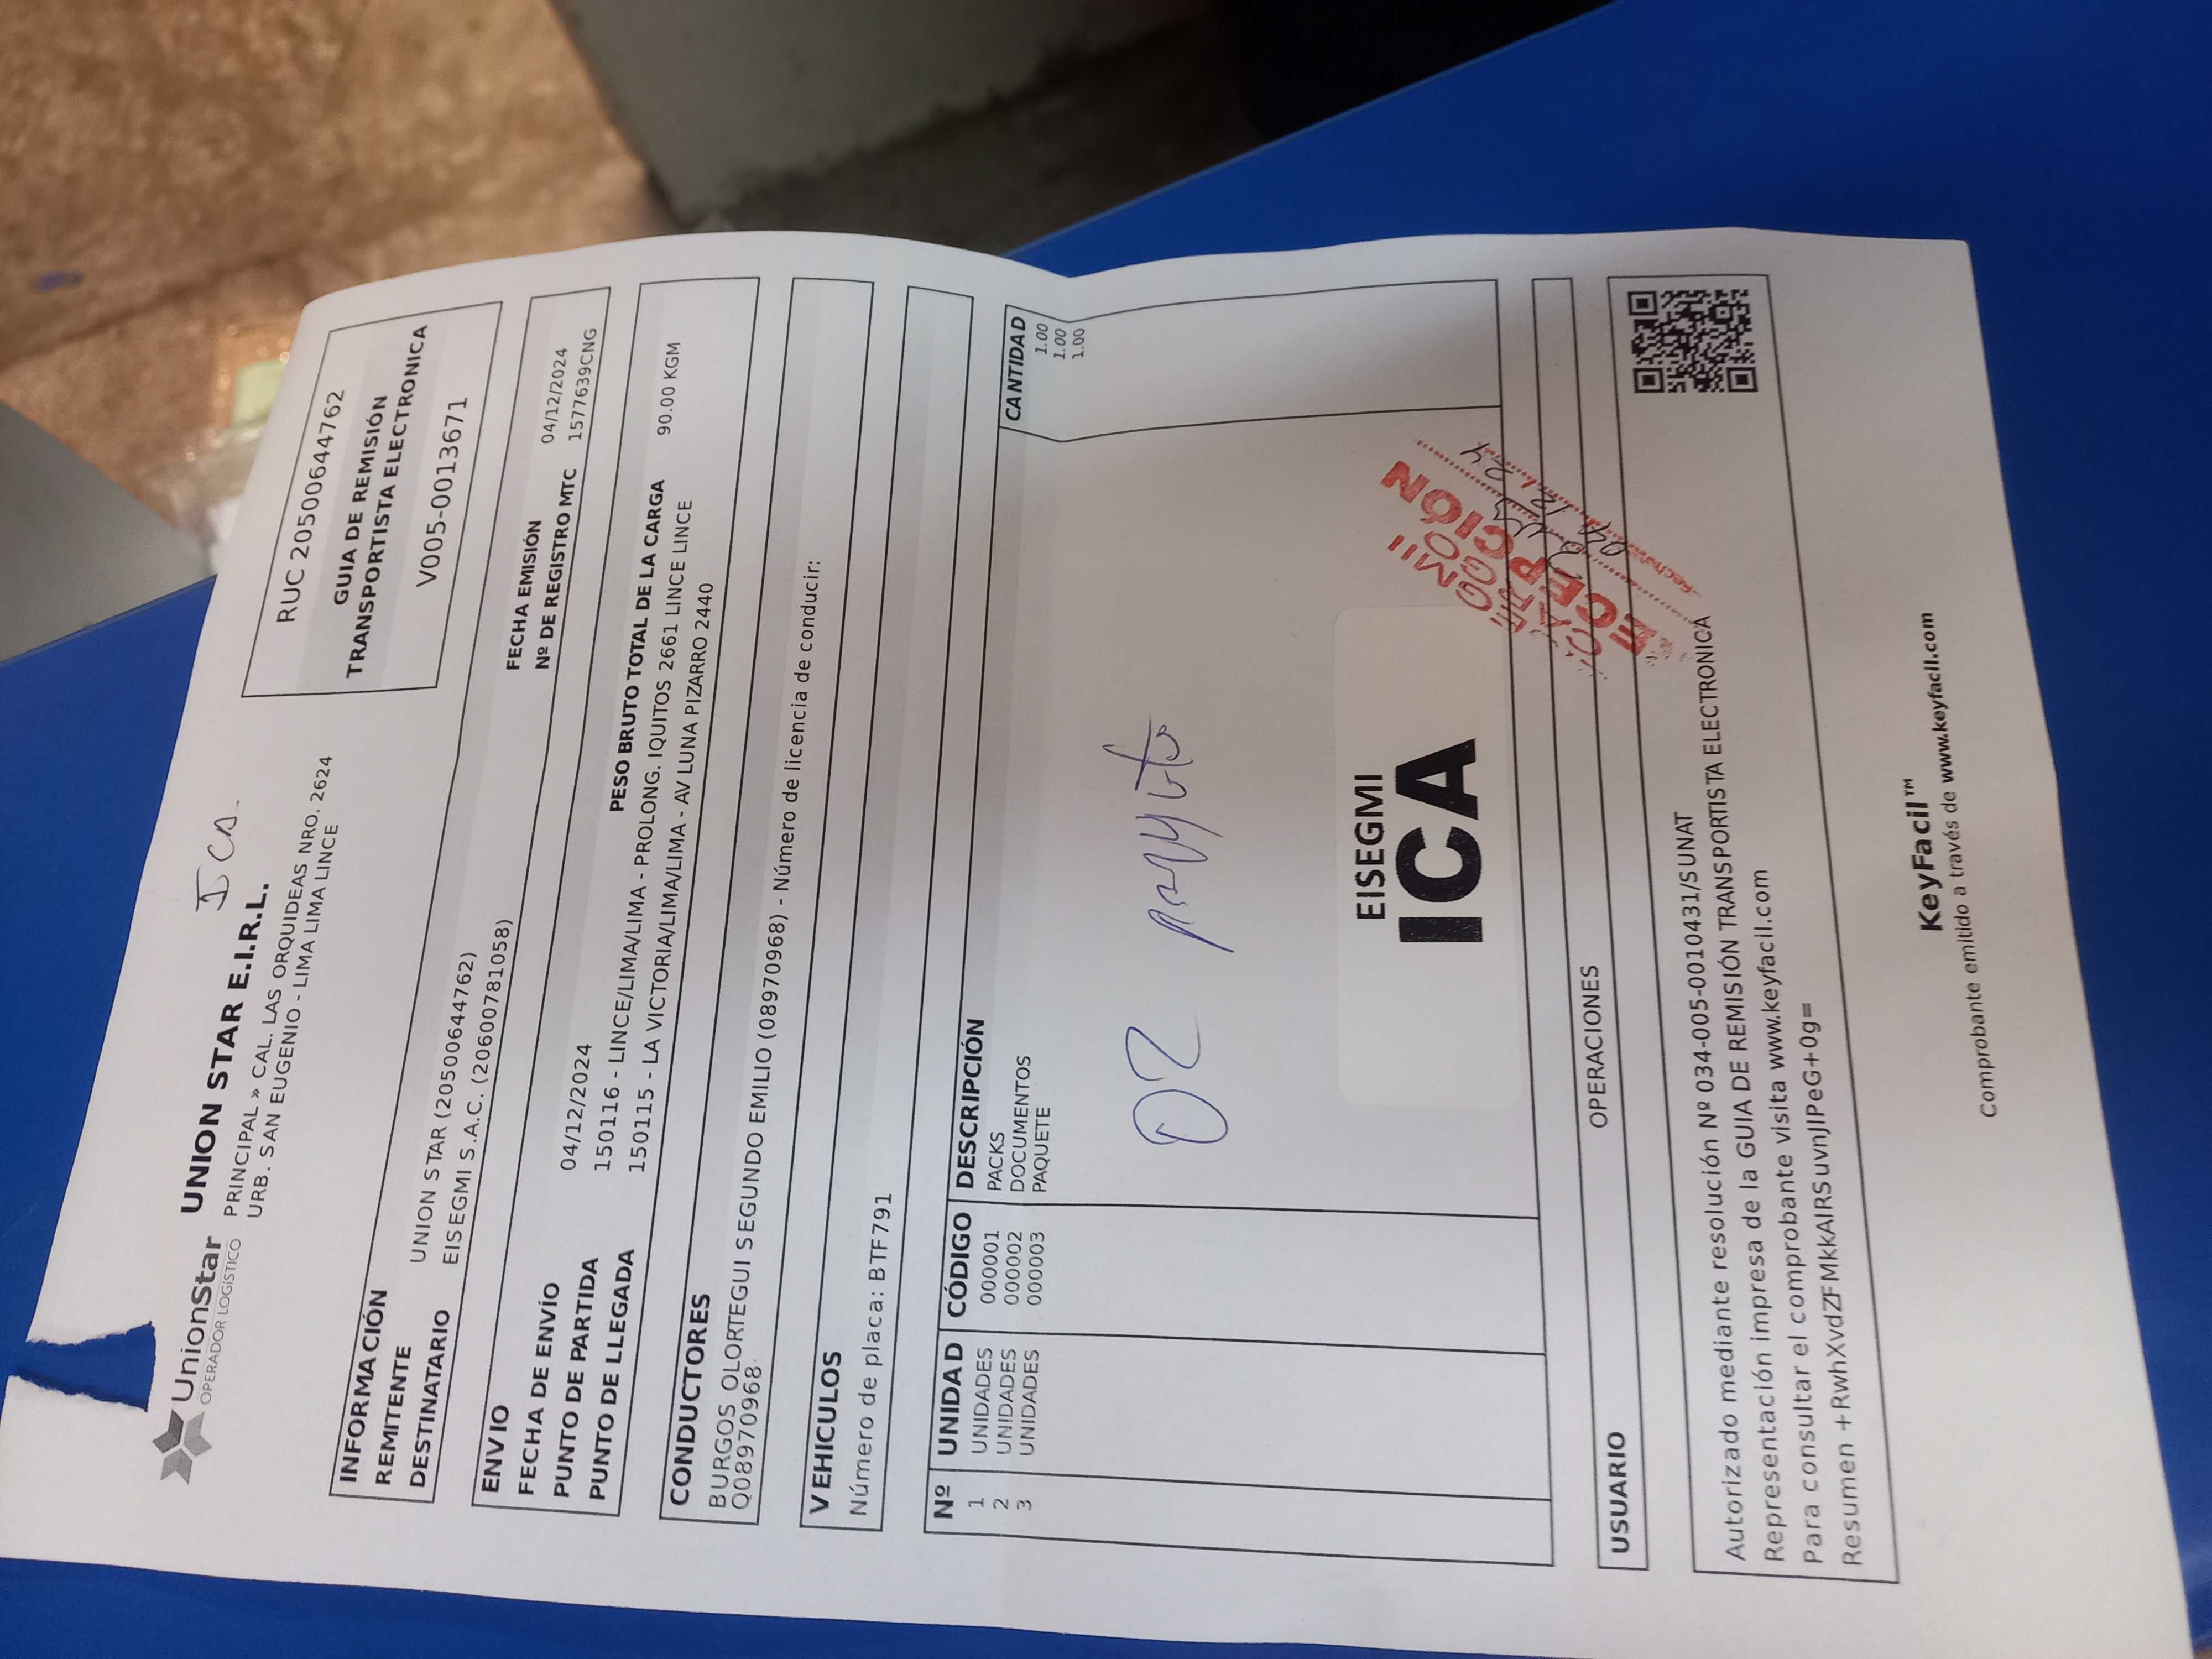 Ica
UnionStar
OPERADOR LOGÍSTICO
UNION STAR E.I.R.L.
PRINCIPAL » CAL. LAS ORQUIDEAS NRO. 2624
URB. SAN EUGENIO - LIMA LIMA LINCE
RUC 20500644762
GUIA DE REMISIÓN
TRANSPORTISTA ELECTRONICA
V005-0013671
INFORMACIÓN
REMITENTE UNION STAR (20500644762)
DESTINATARIO EISEGMI S.A.C. (20600781058)
ENVIO
FECHA EMISIÓN 04/12/2024
Nº DE REGISTRO MTC 1577639CNG
FECHA DE ENVÍO 04/12/2024
PESO BRUTO TOTAL DE LA CARGA 90.00 KGM
PUNTO DE PARTIDA 150116 - LINCE/LIMA/LIMA - PROLONG. IQUITOS 2661 LINCE LINCE
PUNTO DE LLEGADA 150115 - LA VICTORIA/LIMA/LIMA - AV LUNA PIZARRO 2440
CONDUCTORES
BURGOS OLORTEGUI SEGUNDO EMILIO (08970968) - Número de licencia de conducir:
Q08970968
VEHICULOS
Número de placa: BTF791
Nº UNIDAD CÓDIGO DESCRIPCIÓN CANTIDAD
1 UNIDADES 000001 PACKS 1.00
2 UNIDADES 000002 DOCUMENTOS 1.00
3 UNIDADES 000003 PAQUETE 1.00
02
EISEGMI
ICA
CARGO
RECEPCIÓN
Fecha
04 12 24
USUARIO OPERACIONES
Autorizado mediante resolución Nº 034-005-0010431/SUNAT
Representación impresa de la GUIA DE REMISIÓN TRANSPORTISTA ELECTRONICA
Para consultar el comprobante visita www.keyfacil.com
Resumen +RwhXvdZFMkkAIRSuvnJIPeG+0g=
KeyFacil™
Comprobante emitido a través de www.keyfacil.com